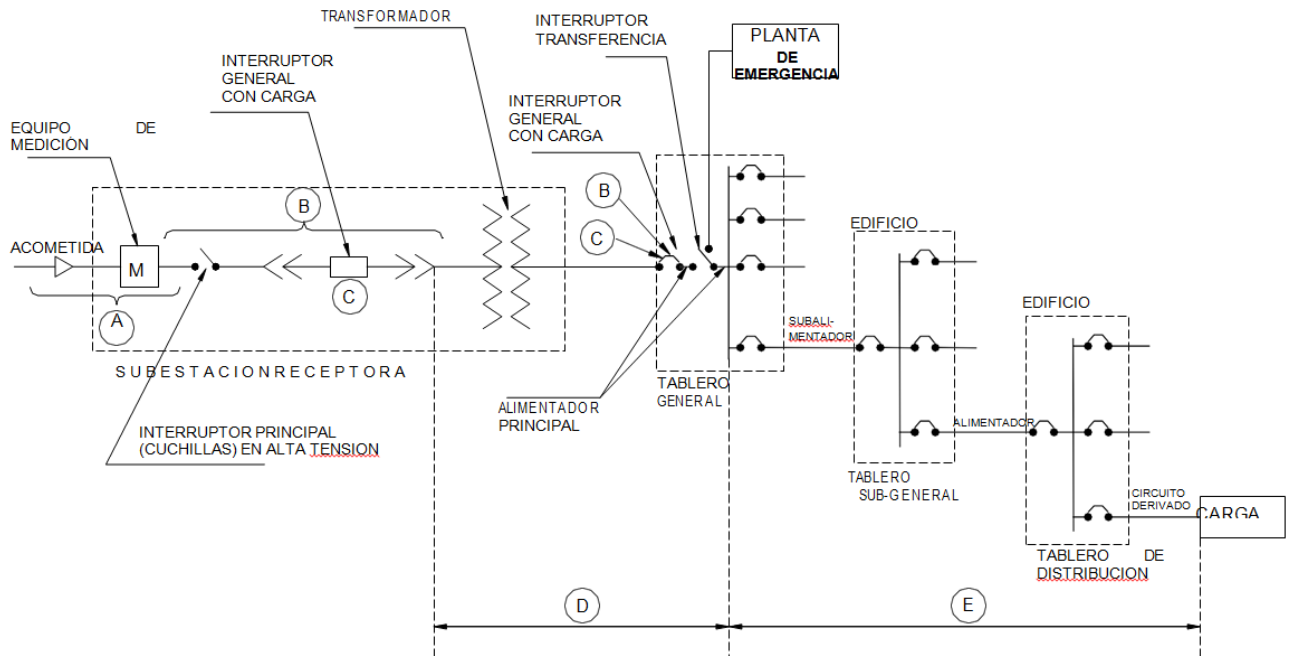 TRANSFORMADOR
INTERRUPTOR
TRANSFERENCIA
PLANTA
DE
EMERGENCIA
INTERRUPTOR
GENERAL
CON CARGA
INTERRUPTOR
GENERAL
CON CARGA
EQUIPO DE
MEDICIÓN
B
B
C
ACOMETIDA
M
C
A
SUBESTACIONRECEPTORA
INTERRUPTOR PRINCIPAL
(CUCHILLAS) EN ALTA TENSION
ALIMENTADOR
PRINCIPAL
TABLERO
GENERAL
SUBALI-
MENTADOR
EDIFICIO
ALIMENTADOR
TABLERO
SUB-GENERAL
EDIFICIO
CIRCUITO
DERIVADO
CARGA
TABLERO DE
DISTRIBUCION
D
E